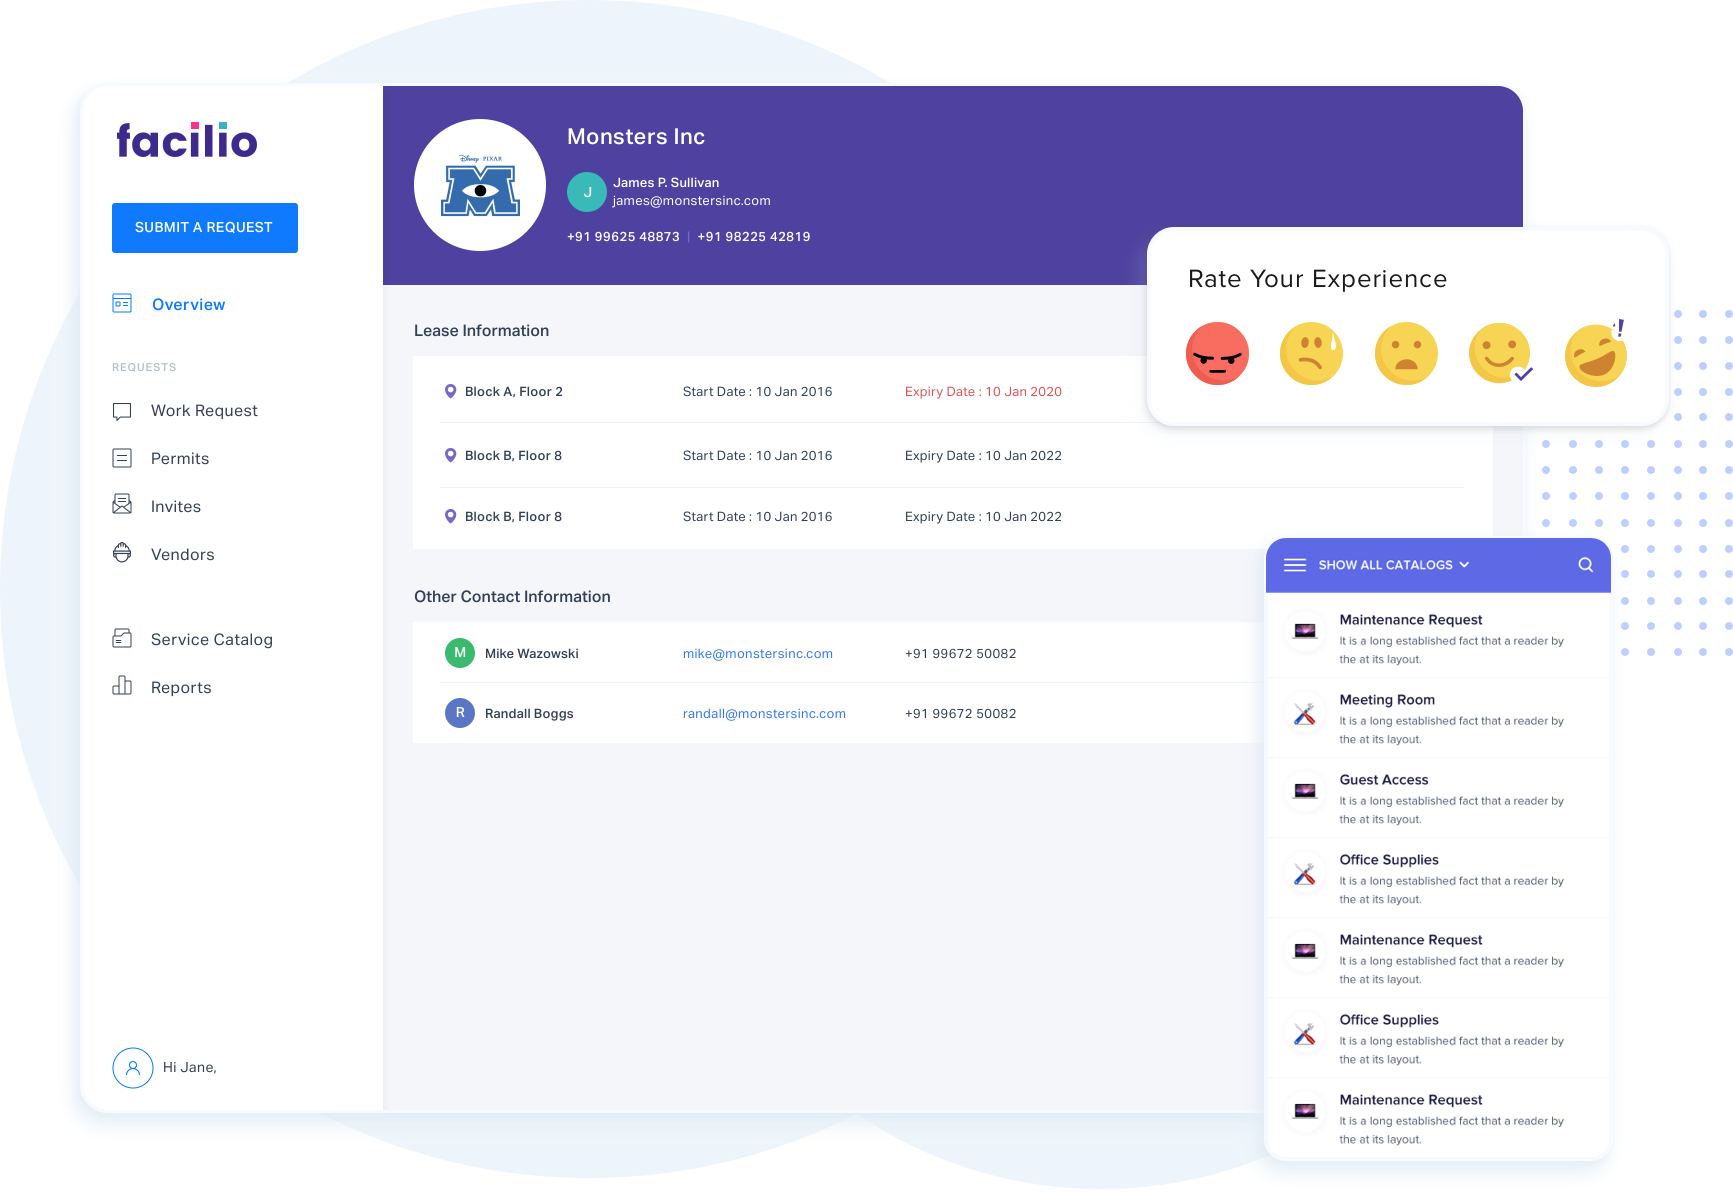 facilio
SUBMIT A REQUEST
Overview
REQUESTS
Work Request
Permits
Invites
Vendors
Service Catalog
Reports
Hi Jane,
Disney · PIXAR
M
Monsters Inc
J
James P. Sullivan
james@monstersinc.com
+91 99625 48873 | +91 98225 42819
Lease Information
Block A, Floor 2 Start Date : 10 Jan 2016 Expiry Date : 10 Jan 2020
Block B, Floor 8 Start Date : 10 Jan 2016 Expiry Date : 10 Jan 2022
Block B, Floor 8 Start Date : 10 Jan 2016 Expiry Date : 10 Jan 2022
Other Contact Information
M Mike Wazowski mike@monstersinc.com +91 99672 50082
R Randall Boggs randall@monstersinc.com +91 99672 50082
Rate Your Experience
!
SHOW ALL CATALOGS
Maintenance Request
It is a long established fact that a reader by
the at its layout.
Meeting Room
It is a long established fact that a reader by
the at its layout.
Guest Access
It is a long established fact that a reader by
the at its layout.
Office Supplies
It is a long established fact that a reader by
the at its layout.
Maintenance Request
It is a long established fact that a reader by
the at its layout.
Office Supplies
It is a long established fact that a reader by
the at its layout.
Maintenance Request
It is a long established fact that a reader by
the at its layout.